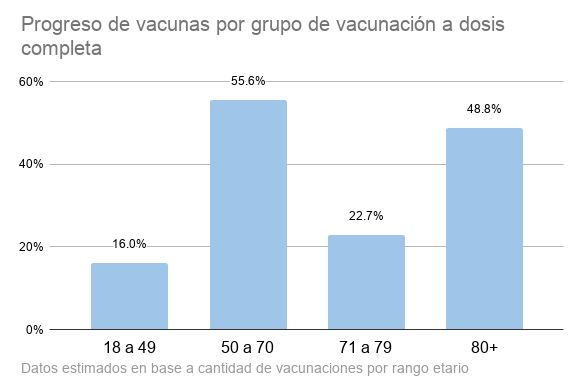 Progreso de vacunas por grupo de vacunación a dosis
completa
60%
55.6%
48.8%
40%
22.7%
20%
16.0%
0%
18 a 49
50 a 70
71 a 79
80+
Datos estimados en base a cantidad de vacunaciones por rango etario